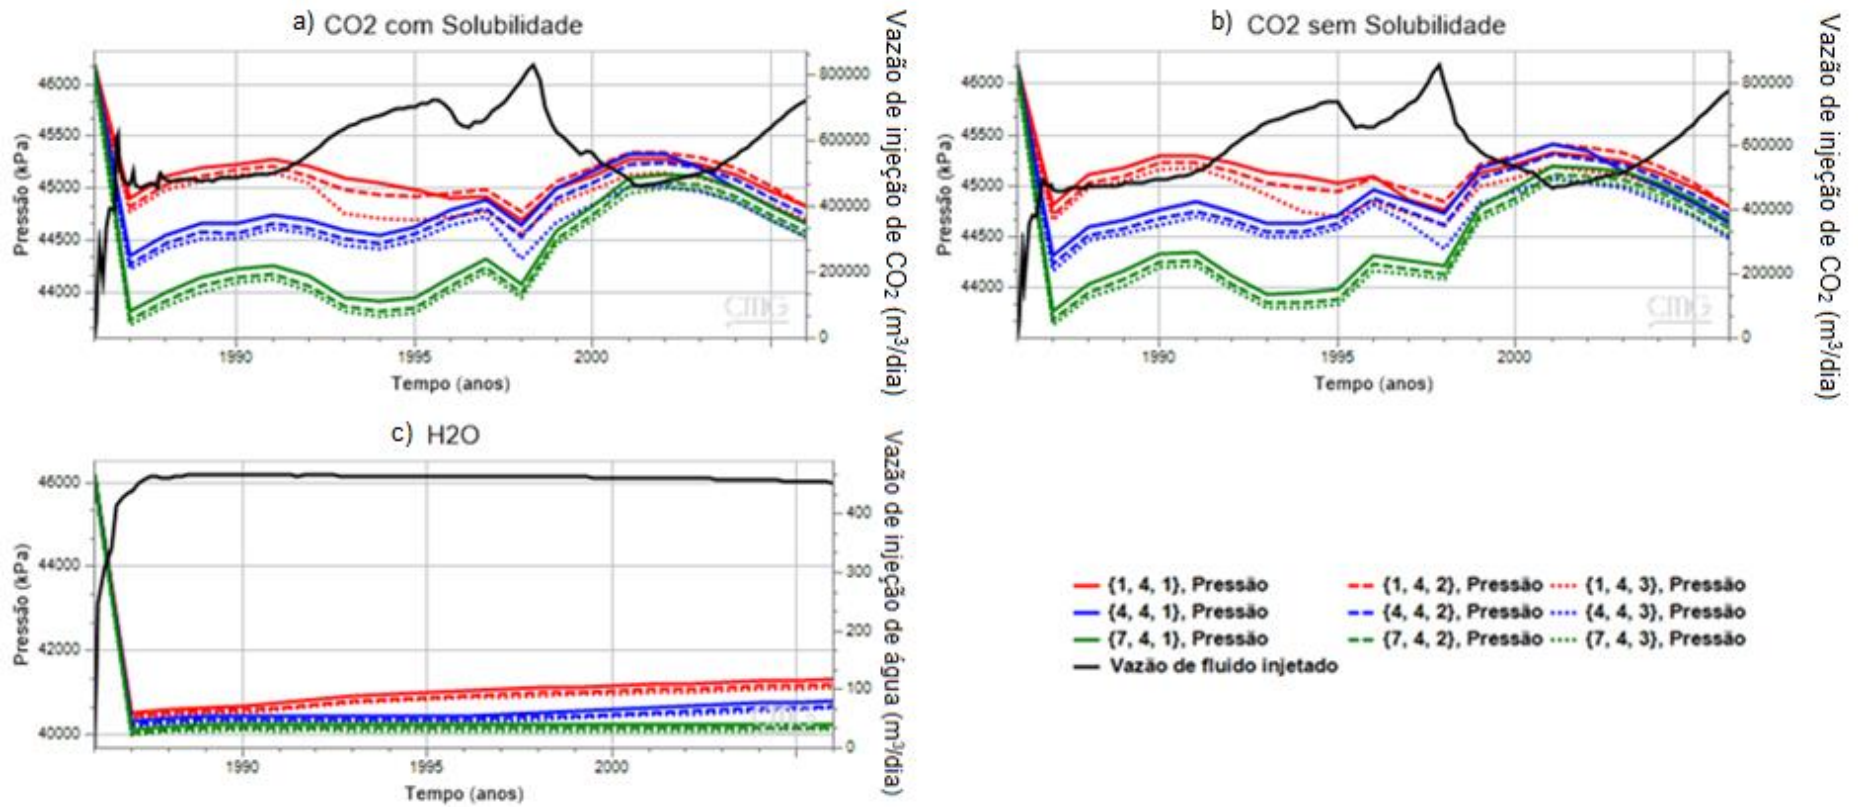 a) CO2 com Solubilidade
Pressão (kPa)
46000
45500
45000
44500
44000
800000
600000
400000
200000
0
Vazão de injeção de CO₂ (m³/dia)
1990
1995
2000
Tempo (anos)
CMG
b) CO2 sem Solubilidade
Pressão (kPa)
46000
45500
45000
44500
44000
800000
600000
400000
200000
0
Vazão de injeção de CO₂ (m³/dia)
1990
1995
2000
Tempo (anos)
CMG
c) H2O
Pressão (kPa)
46000
44000
42000
40000
400
300
200
100
0
Vazão de injeção de água (m³/dia)
1990
1995
2000
Tempo (anos)
{1, 4, 1}, Pressão {1, 4, 2}, Pressão {1, 4, 3}, Pressão
{4, 4, 1}, Pressão {4, 4, 2}, Pressão {4, 4, 3}, Pressão
{7, 4, 1}, Pressão {7, 4, 2}, Pressão {7, 4, 3}, Pressão
Vazão de fluido injetado